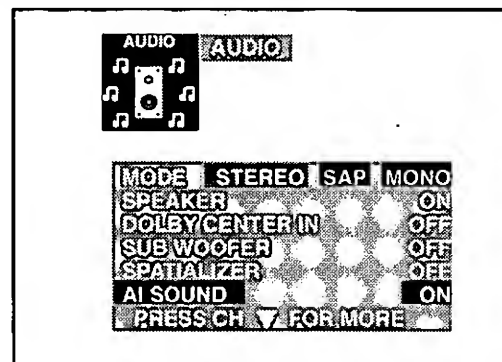 AUDIO AUDIO
MODE STEREO SAP MONO
SPEAKER ON
DOLBY CENTER IN OFF
SUB WOOFER OFF
SPATIALIZER OFF
AI SOUND ON
PRESS CH ▼ FOR MORE